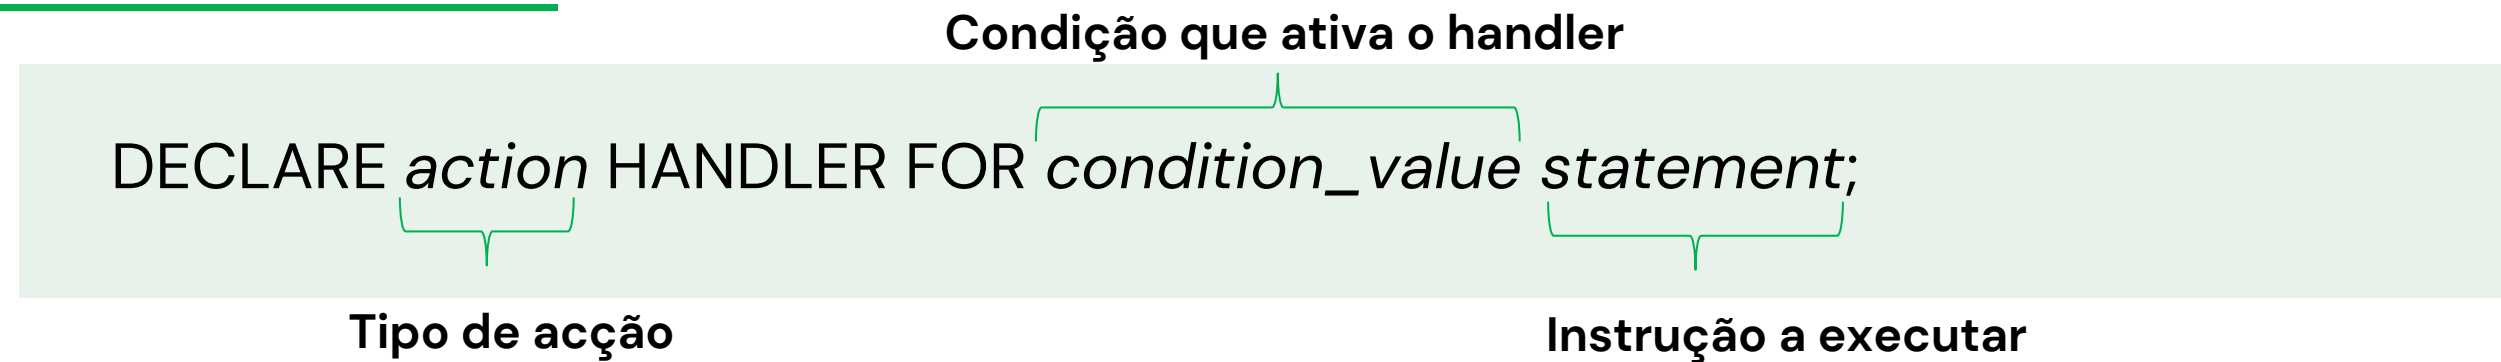 Condição que ativa o handler
DECLARE action HANDLER FOR condition_value statement;
Tipo de acção
Instrução a executar